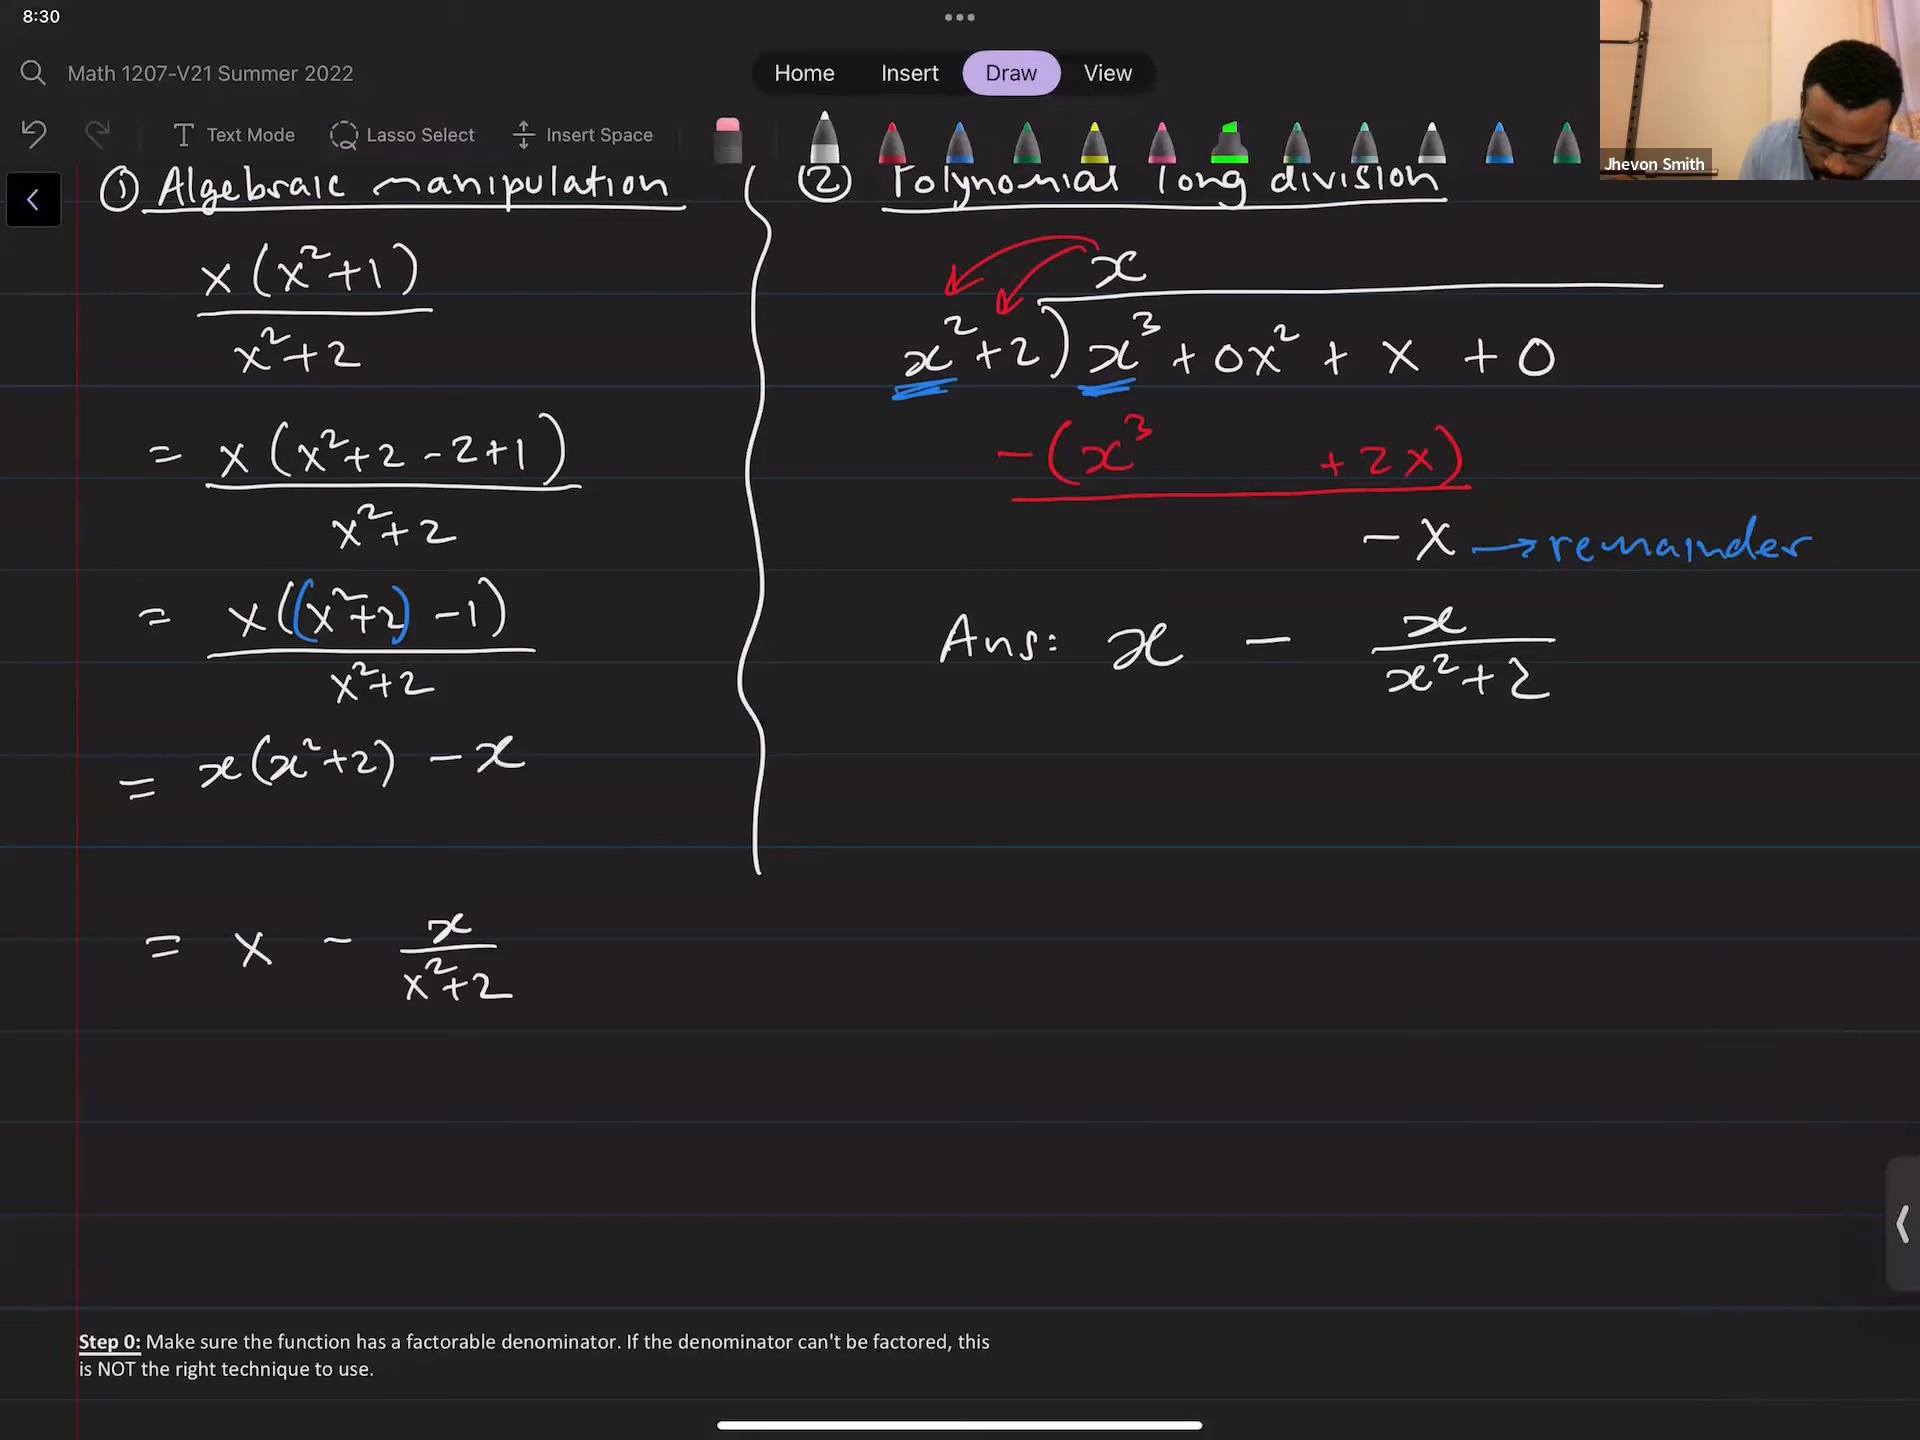 8:30
Math 1207-V21 Summer 2022
Home Insert Draw View
Text Mode Lasso Select Insert Space
Jhevon Smith
① Algebraic manipulation
x(x²+1)
x²+2
= x(x²+2-2+1)
x²+2
= x((x²+2)-1)
x²+2
= x(x²+2) - x
= x - x
x²+2
② Polynomial long division
x
x²+2) x³ + 0x² + x + 0
-(x³ +2x)
-x → remainder
Ans: x - x
x²+2
Step 0: Make sure the function has a factorable denominator. If the denominator can't be factored, this
is NOT the right technique to use.